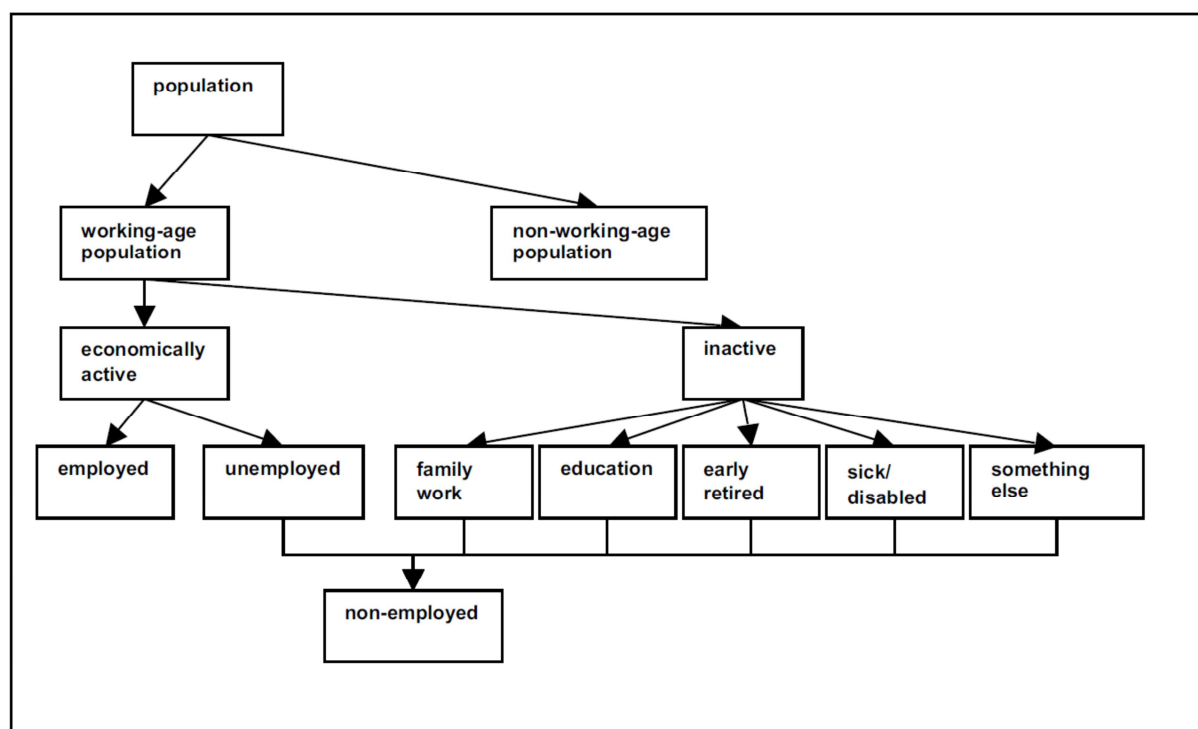 population
working-age
population
non-working-age
population
economically
active
inactive
employed
unemployed
family
work
education
early
retired
sick/
disabled
something
else
non-employed